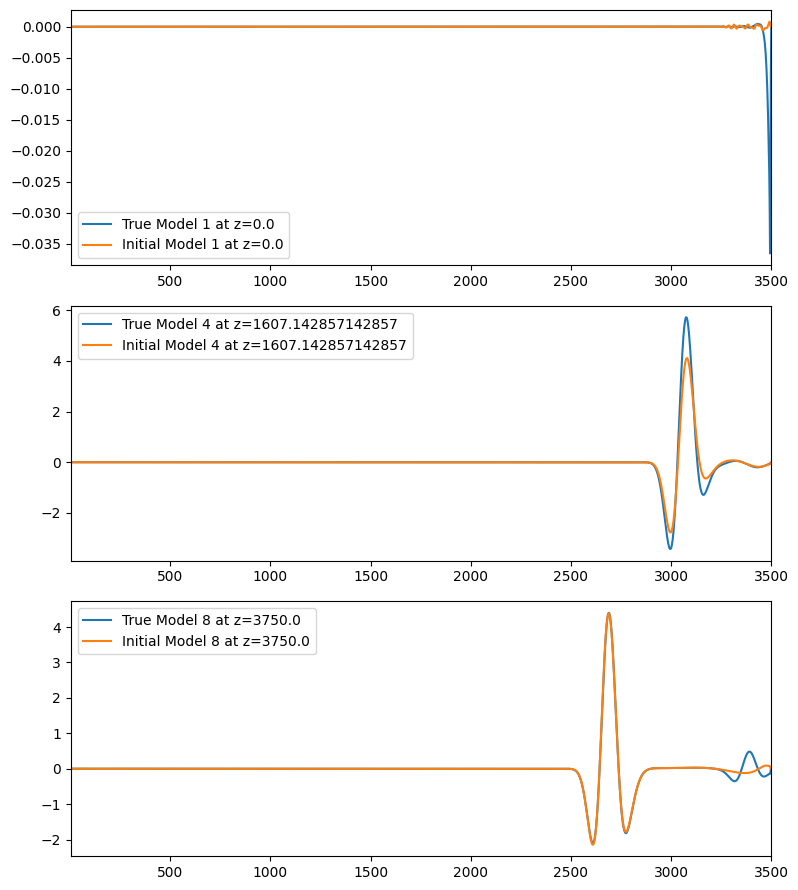 0.000
−0.005
−0.010
−0.015
−0.020
−0.025
−0.030
−0.035
True Model 1 at z=0.0
Initial Model 1 at z=0.0
500 1000 1500 2000 2500 3000 3500
6
4
2
0
−2
True Model 4 at z=1607.142857142857
Initial Model 4 at z=1607.142857142857
500 1000 1500 2000 2500 3000 3500
4
3
2
1
0
−1
−2
True Model 8 at z=3750.0
Initial Model 8 at z=3750.0
500 1000 1500 2000 2500 3000 3500